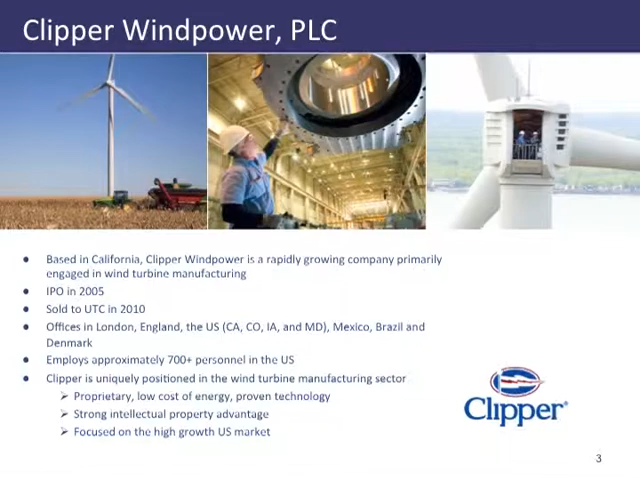 Clipper Windpower, PLC
● Based in California, Clipper Windpower is a rapidly growing company primarily
engaged in wind turbine manufacturing
● IPO in 2005
● Sold to UTC in 2010
● Offices in London, England, the US (CA, CO, IA, and MD), Mexico, Brazil and
Denmark
● Employs approximately 700+ personnel in the US
● Clipper is uniquely positioned in the wind turbine manufacturing sector
➢ Proprietary, low cost of energy, proven technology
➢ Strong intellectual property advantage
➢ Focused on the high growth US market
Clipper®
3